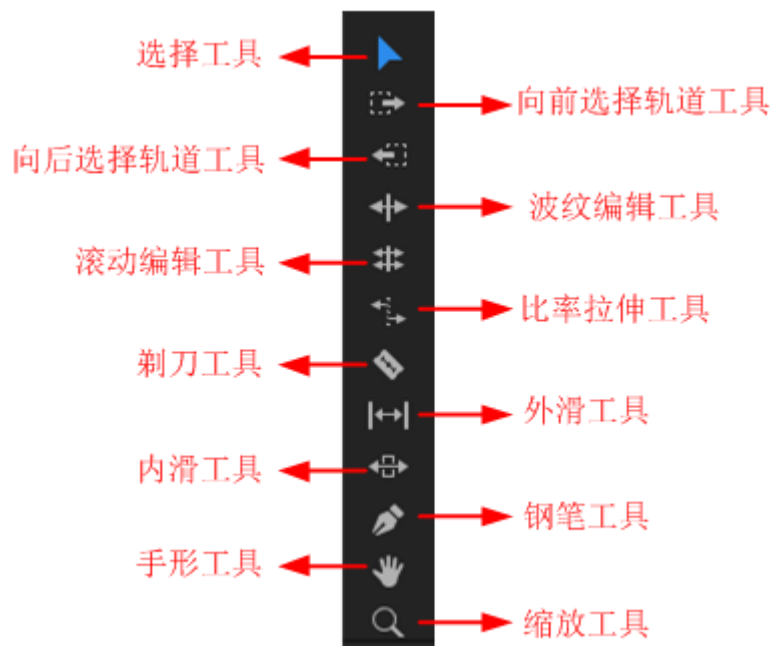 选择工具
向前选择轨道工具
向后选择轨道工具
波纹编辑工具
滚动编辑工具
比率拉伸工具
剃刀工具
外滑工具
内滑工具
钢笔工具
手形工具
缩放工具